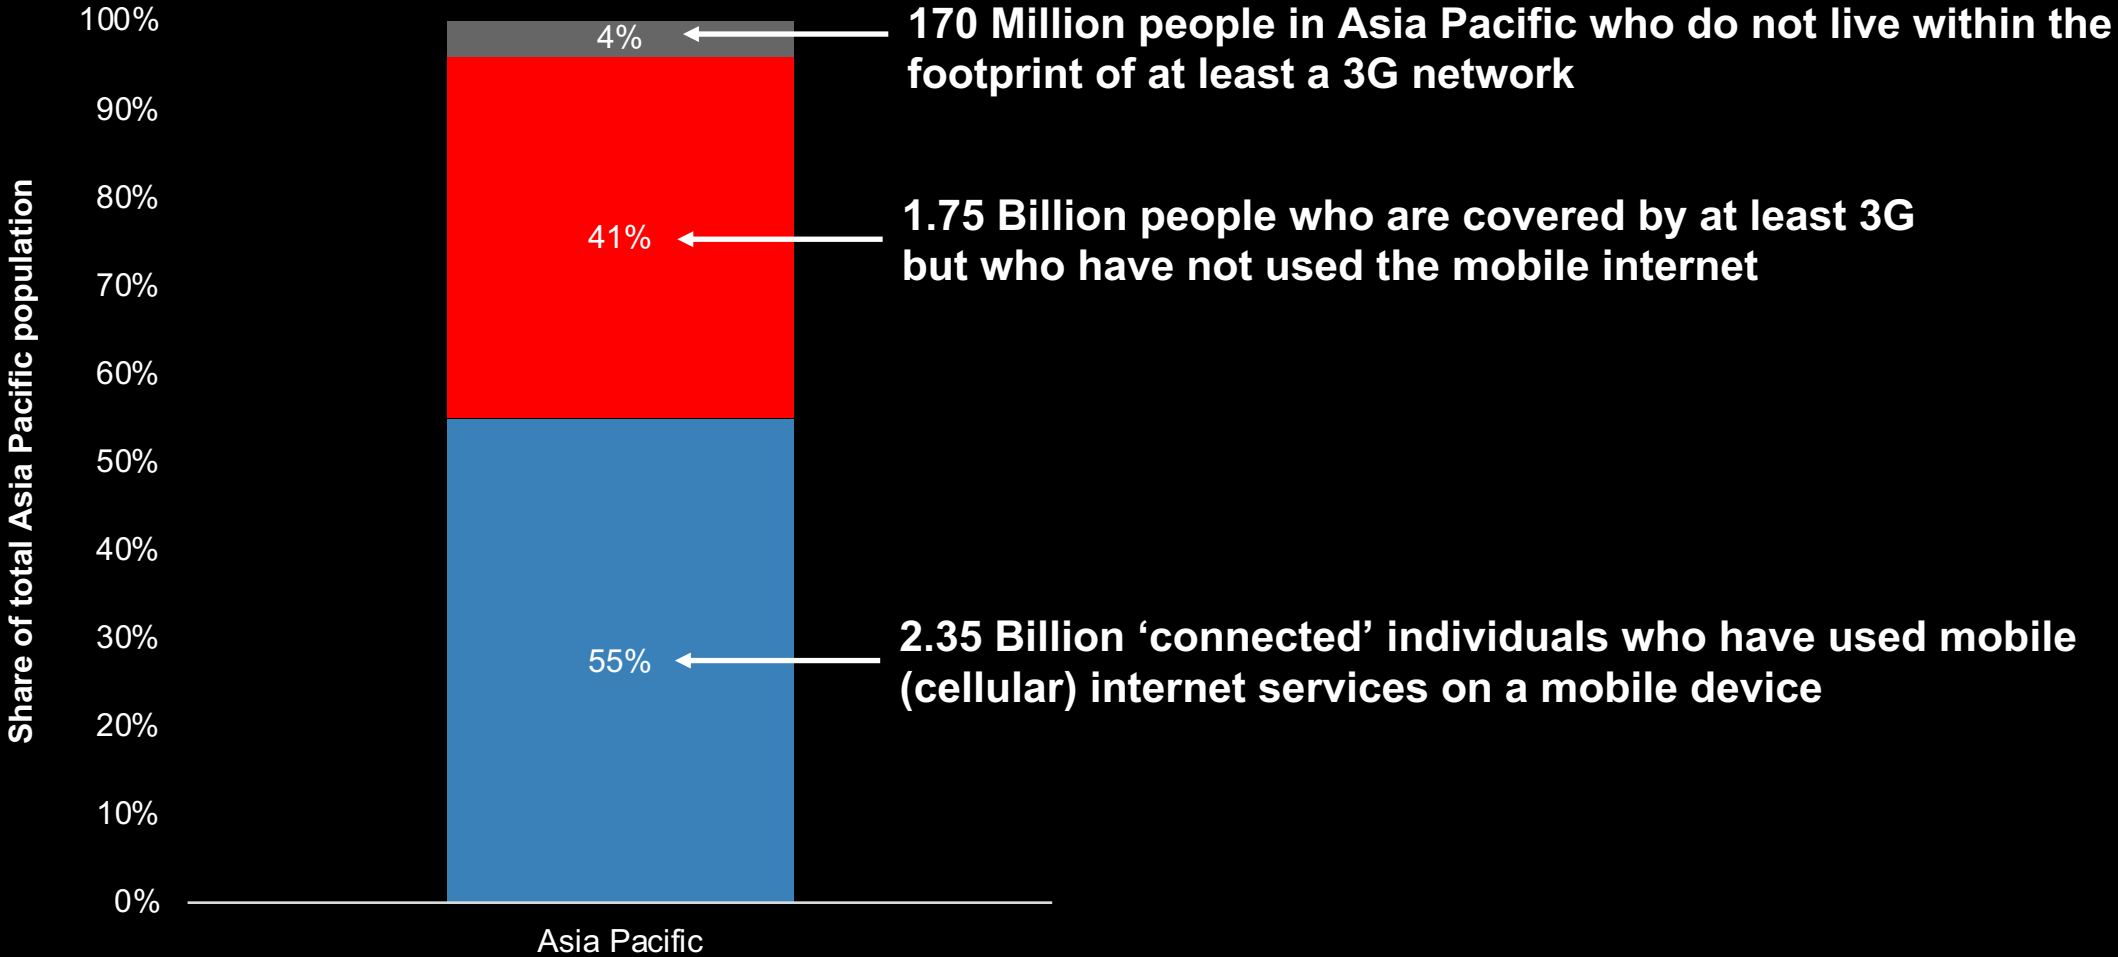 100%
90%
80%
70%
60%
50%
40%
30%
20%
10%
0%
Share of total Asia Pacific population
4%
41%
55%
Asia Pacific
170 Million people in Asia Pacific who do not live within the
footprint of at least a 3G network
1.75 Billion people who are covered by at least 3G
but who have not used the mobile internet
2.35 Billion ‘connected’ individuals who have used mobile
(cellular) internet services on a mobile device